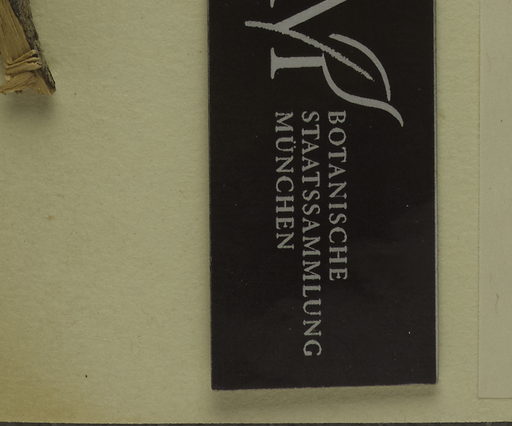 BOTANISCHE
STAATSSAMMLUNG
MÜNCHEN